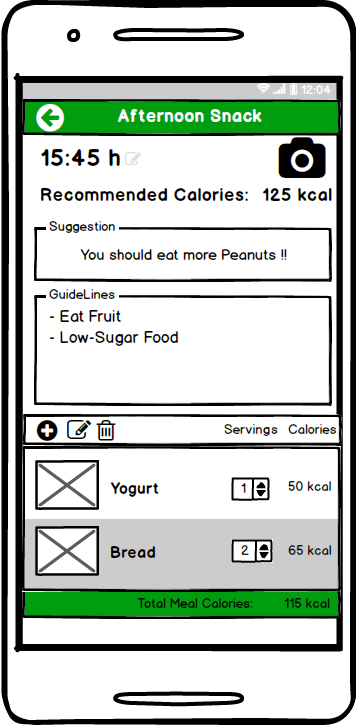 12:04
Afternoon Snack
15:45 h
Recommended Calories: 125 kcal
Suggestion
You should eat more Peanuts !!
GuideLines
- Eat Fruit
- Low-Sugar Food
Servings Calories
Yogurt 1 50 kcal
Bread 2 65 kcal
Total Meal Calories: 115 kcal